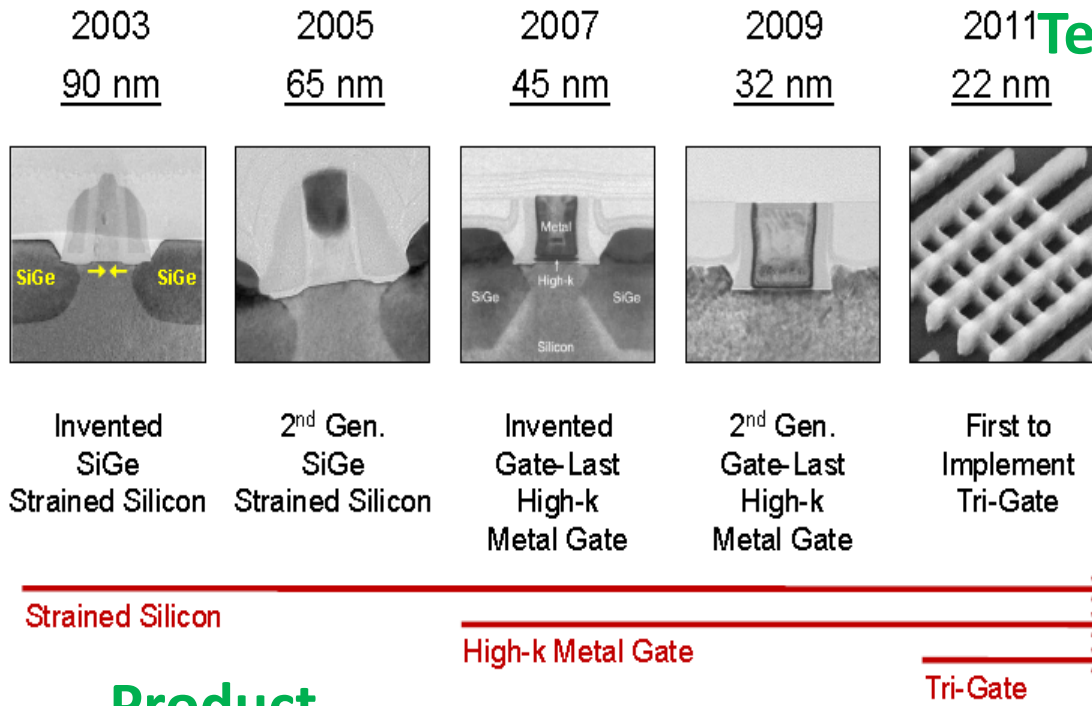 2003 2005 2007 2009 2011 Te
90 nm 65 nm 45 nm 32 nm 22 nm
SiGe SiGe
Metal
High-k
SiGe SiGe
Silicon
Invented
SiGe
Strained Silicon
2nd Gen.
SiGe
Strained Silicon
Invented
Gate-Last
High-k
Metal Gate
2nd Gen.
Gate-Last
High-k
Metal Gate
First to
Implement
Tri-Gate
Strained Silicon
High-k Metal Gate
Tri-Gate
Product